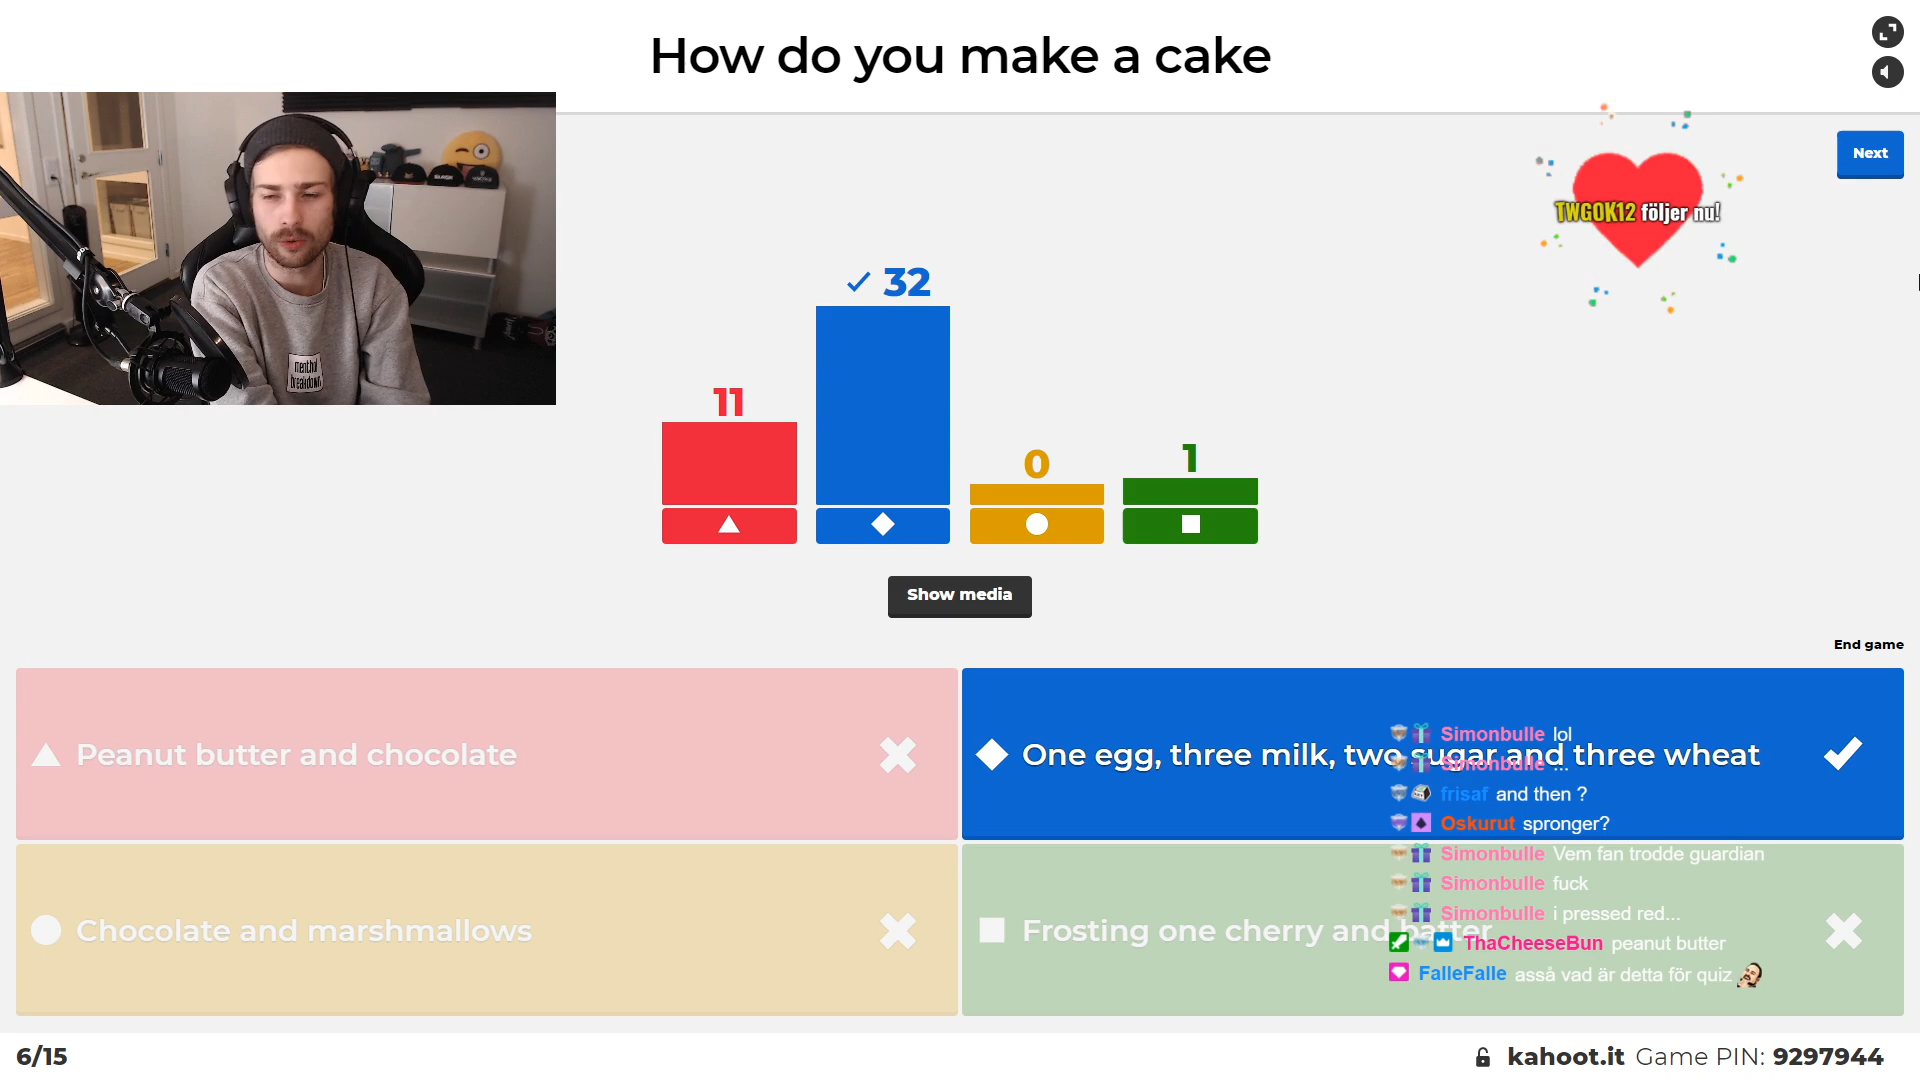 How do you make a cake
Next
TWGOK12 följer nu!
menthal
breakdown
✓ 32
11
0
1
Show media
End game
Peanut butter and chocolate
One egg, three milk, two sugar and three wheat
Chocolate and marshmallows
Frosting one cherry and batter
Simonbulle lol
Simonbulle ...
frisaf and then ?
Oskurut spronger?
Simonbulle Vem fan trodde guardian
Simonbulle fuck
Simonbulle i pressed red...
ThaCheeseBun peanut butter
FalleFalle asså vad är detta för quiz
6/15
kahoot.it Game PIN: 9297944